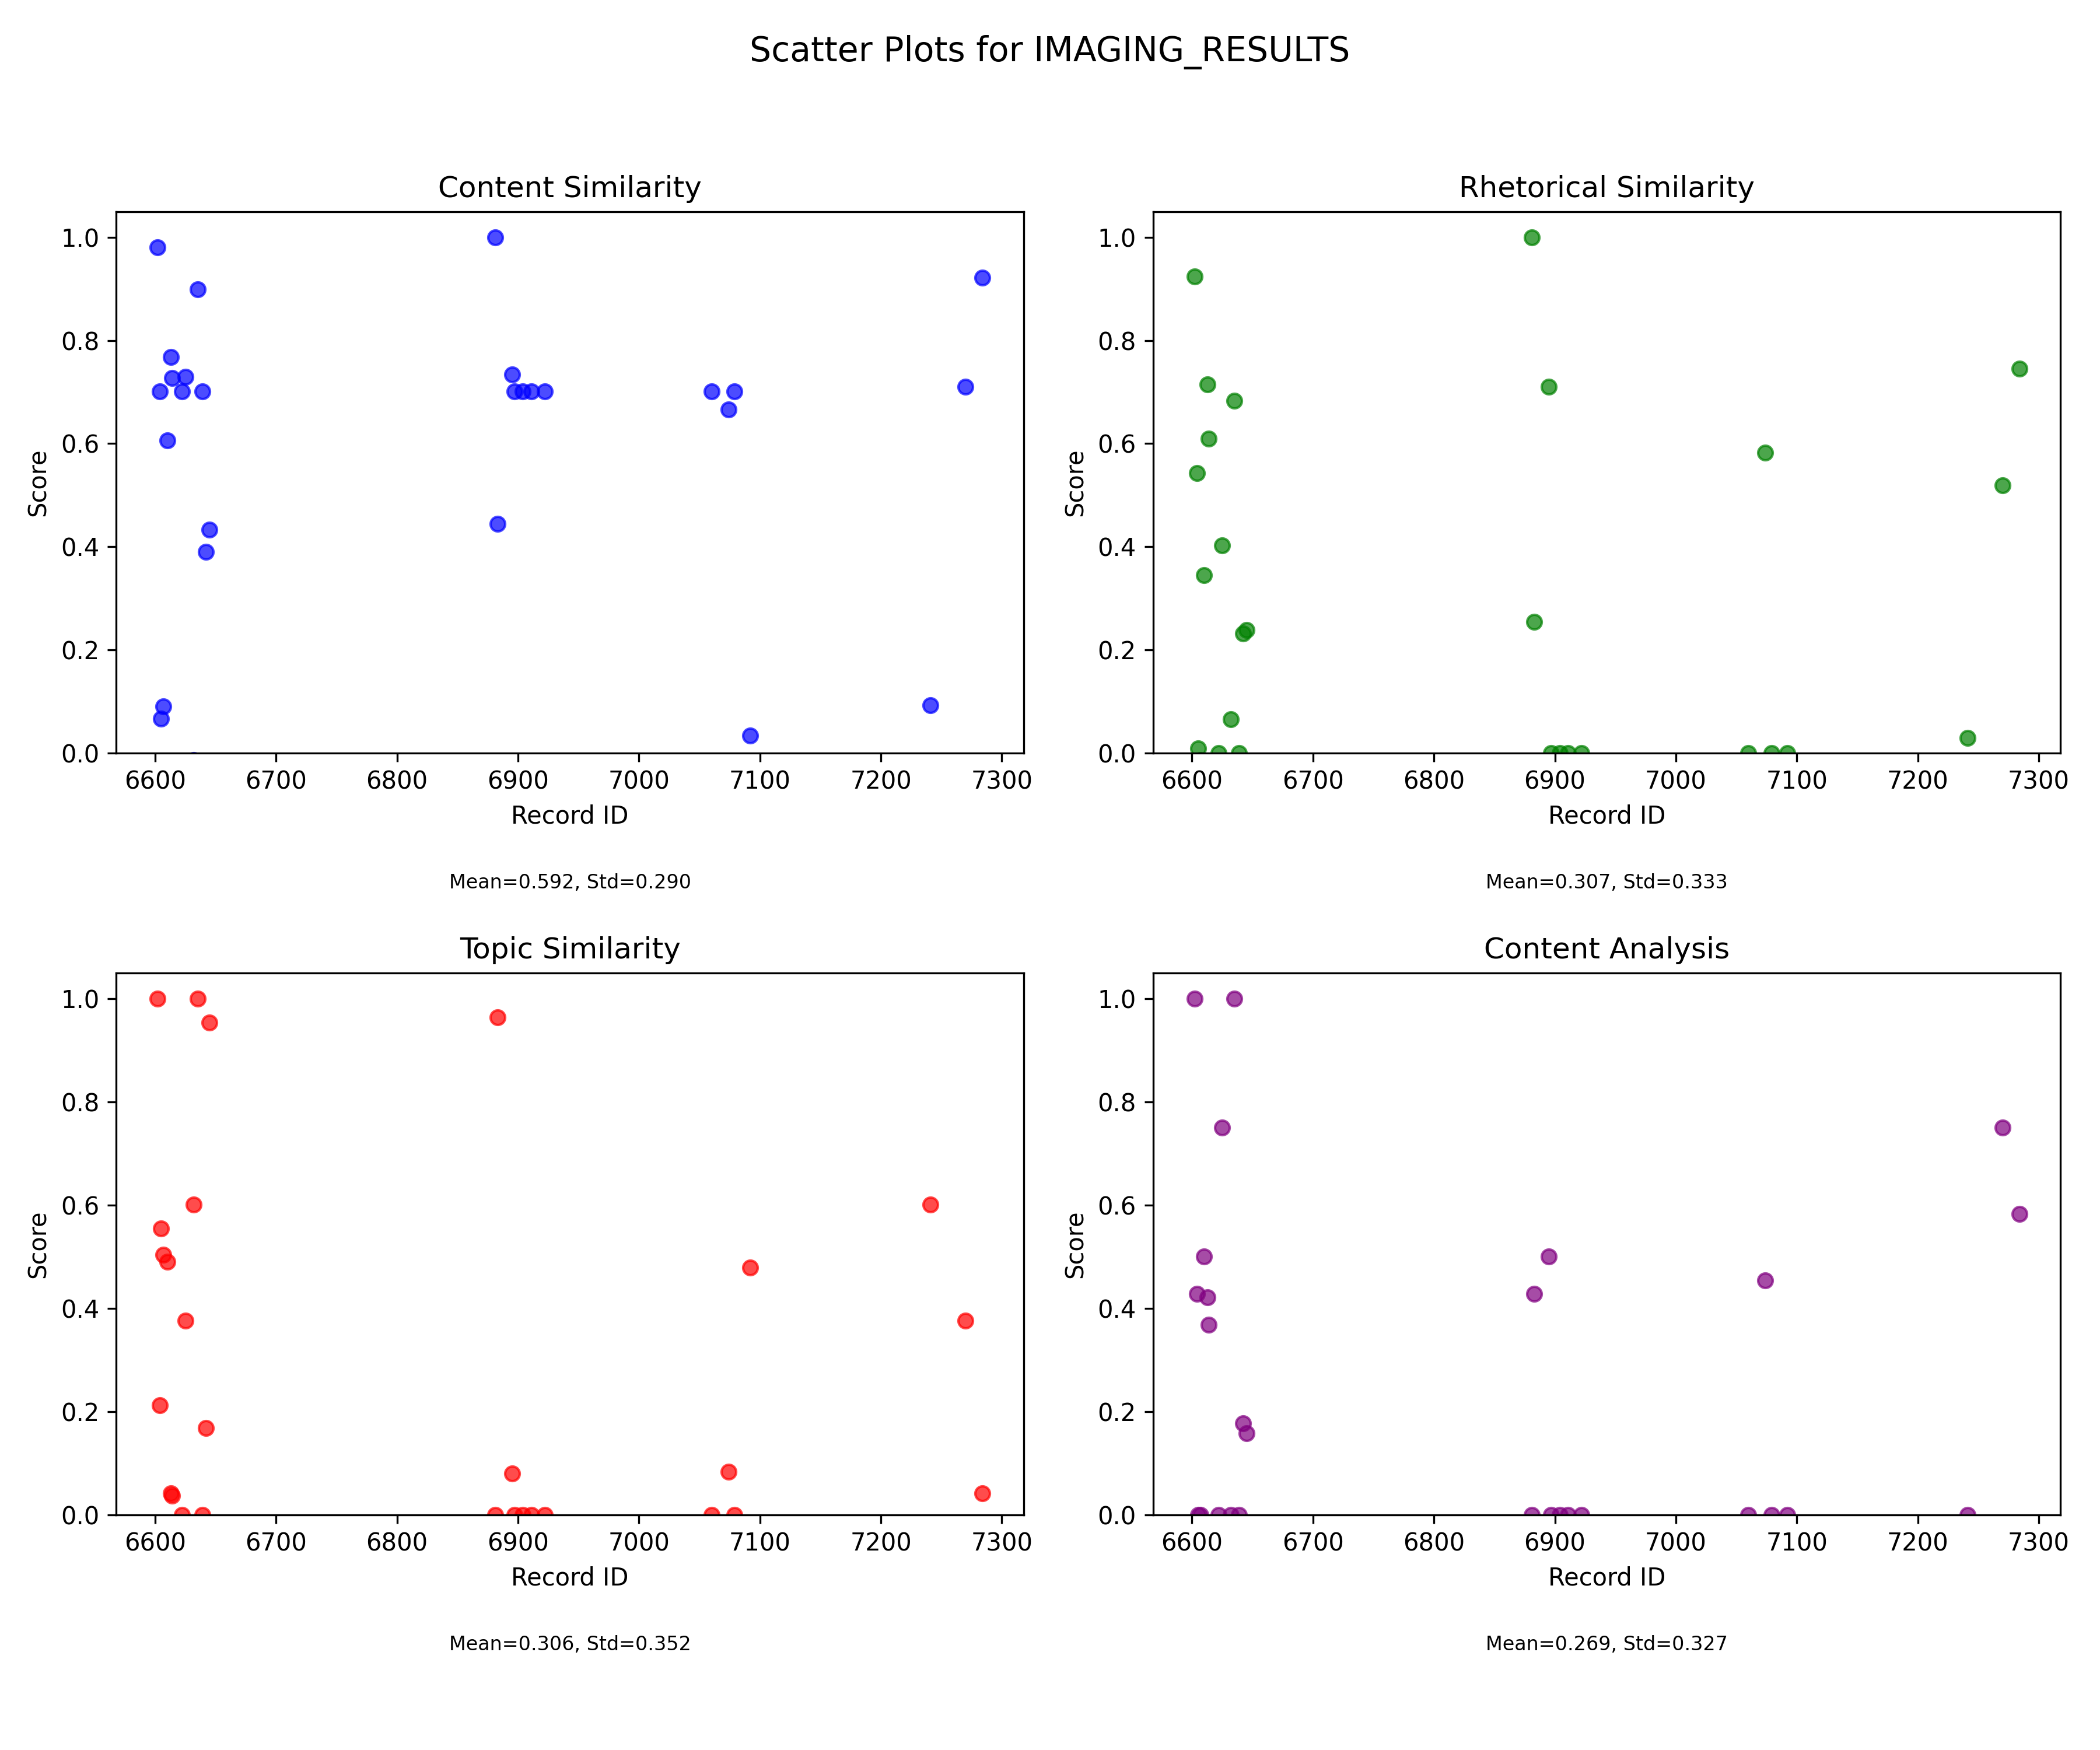 Scatter Plots for IMAGING_RESULTS
Content Similarity
1.0
0.8
0.6
0.4
0.2
0.0
Score
6600 6700 6800 6900 7000 7100 7200 7300
Record ID
Mean=0.592, Std=0.290
Rhetorical Similarity
1.0
0.8
0.6
0.4
0.2
0.0
Score
6600 6700 6800 6900 7000 7100 7200 7300
Record ID
Mean=0.307, Std=0.333
Topic Similarity
1.0
0.8
0.6
0.4
0.2
0.0
Score
6600 6700 6800 6900 7000 7100 7200 7300
Record ID
Mean=0.306, Std=0.352
Content Analysis
1.0
0.8
0.6
0.4
0.2
0.0
Score
6600 6700 6800 6900 7000 7100 7200 7300
Record ID
Mean=0.269, Std=0.327